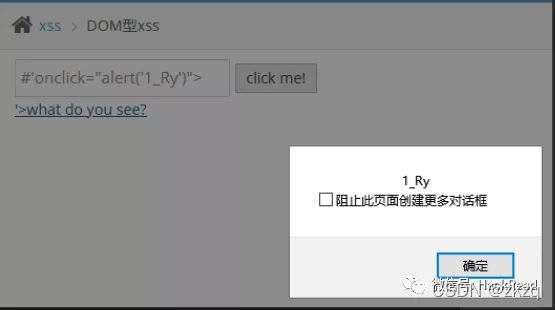 xss > DOM型xss
#'onclick="alert('1_Ry')"> click me!
'>what do you see?
1_Ry
阻止此页面创建更多对话框
确定
微信号: HackRead
CSDN @zkzq